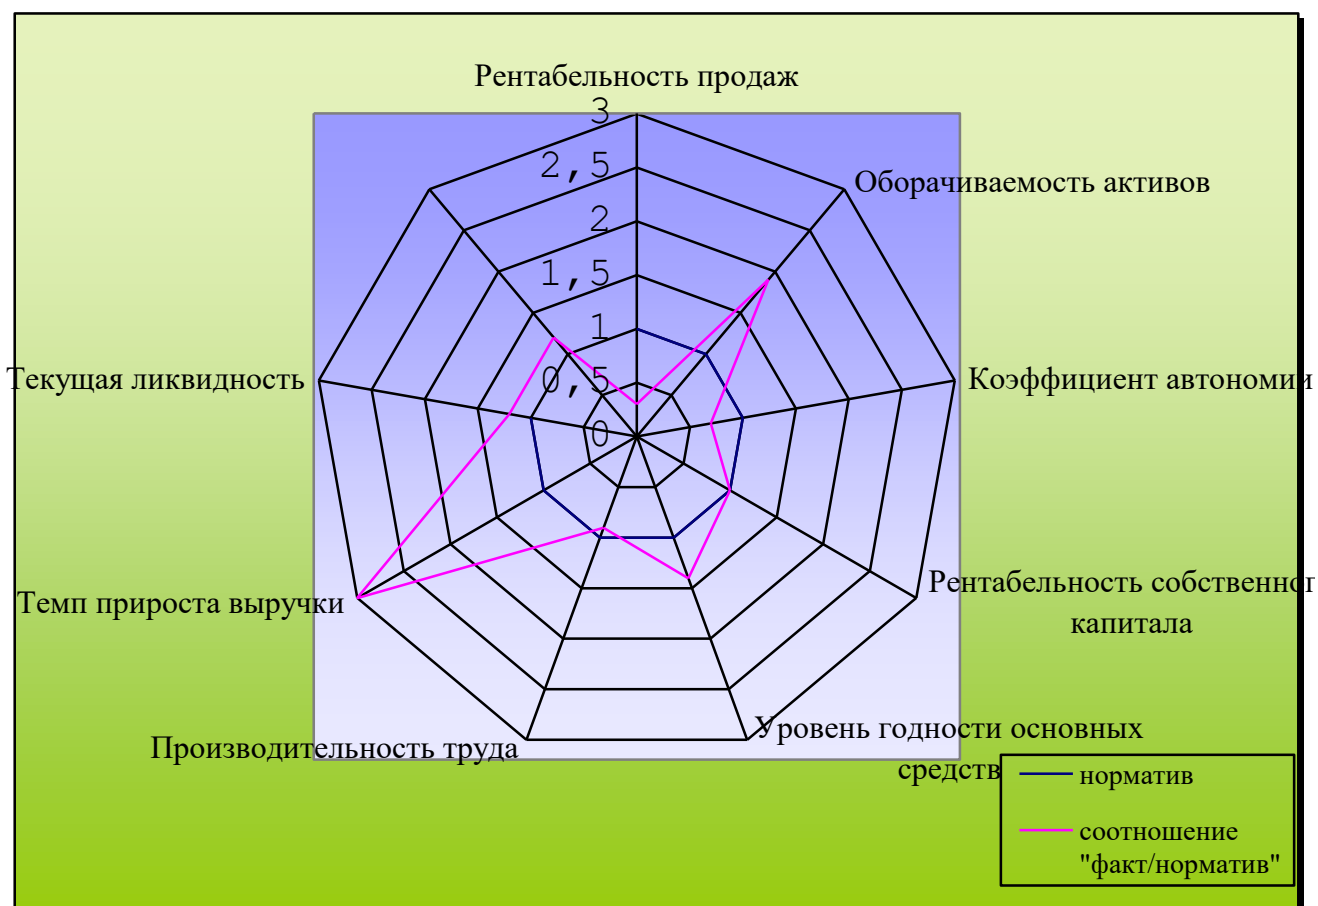 Рентабельность продаж
3
2,5
2
1,5
1
0,5
0
Оборачиваемость активов
Коэффициент автономии
Рентабельность собственног
капитала
Уровень годности основных
средств
Производительность труда
Темп прироста выручки
Текущая ликвидность
норматив
соотношение
"факт/норматив"